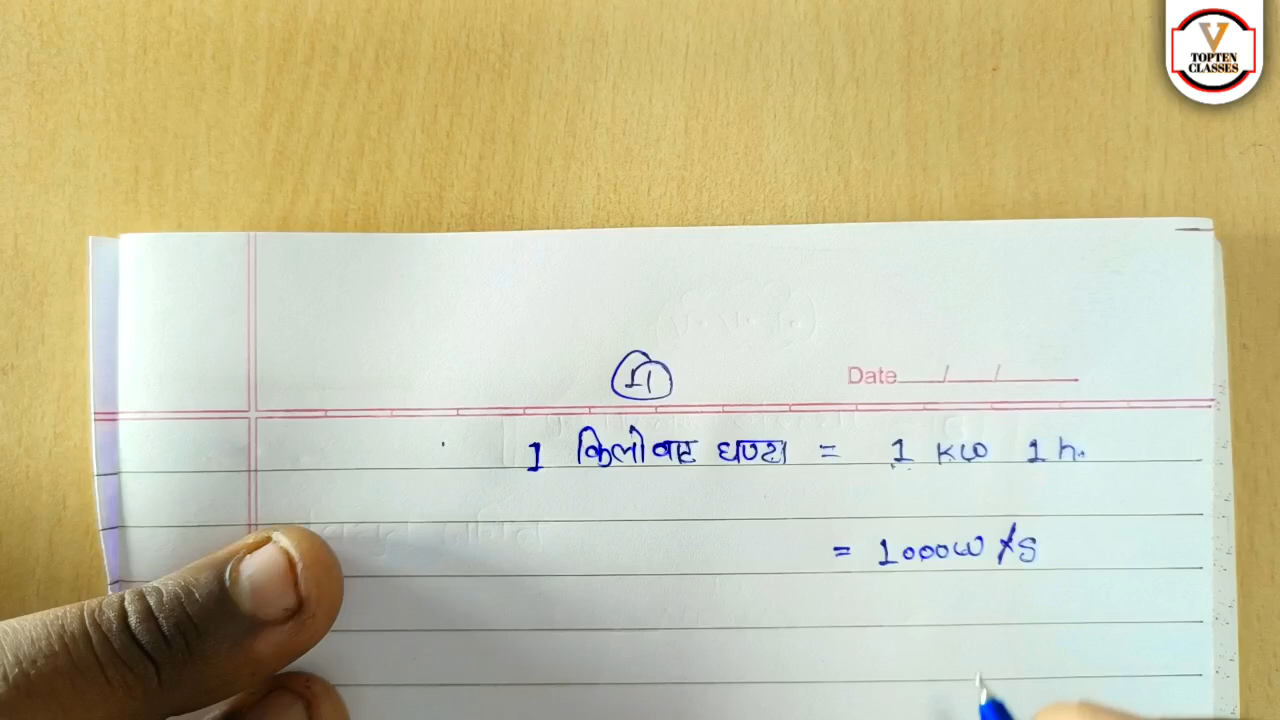 V
TOPTEN
CLASSES
11
Date / /
1 किलोवाट घण्टा = 1 KW 1 h.
= 1000W × S